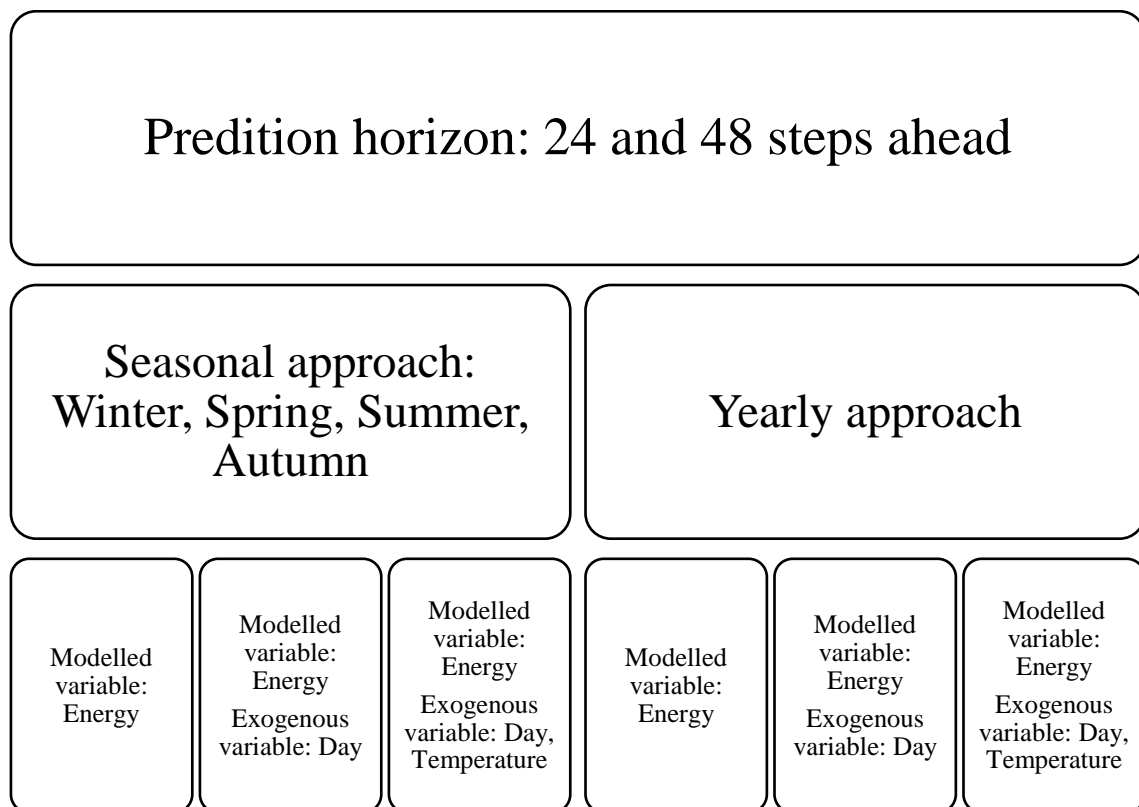 Predition horizon: 24 and 48 steps ahead
Seasonal approach:
Winter, Spring, Summer,
Autumn
Yearly approach
Modelled
variable:
Energy
Modelled
variable:
Energy
Exogenous
variable: Day
Modelled
variable:
Energy
Exogenous
variable: Day,
Temperature
Modelled
variable:
Energy
Modelled
variable:
Energy
Exogenous
variable: Day
Modelled
variable:
Energy
Exogenous
variable: Day,
Temperature